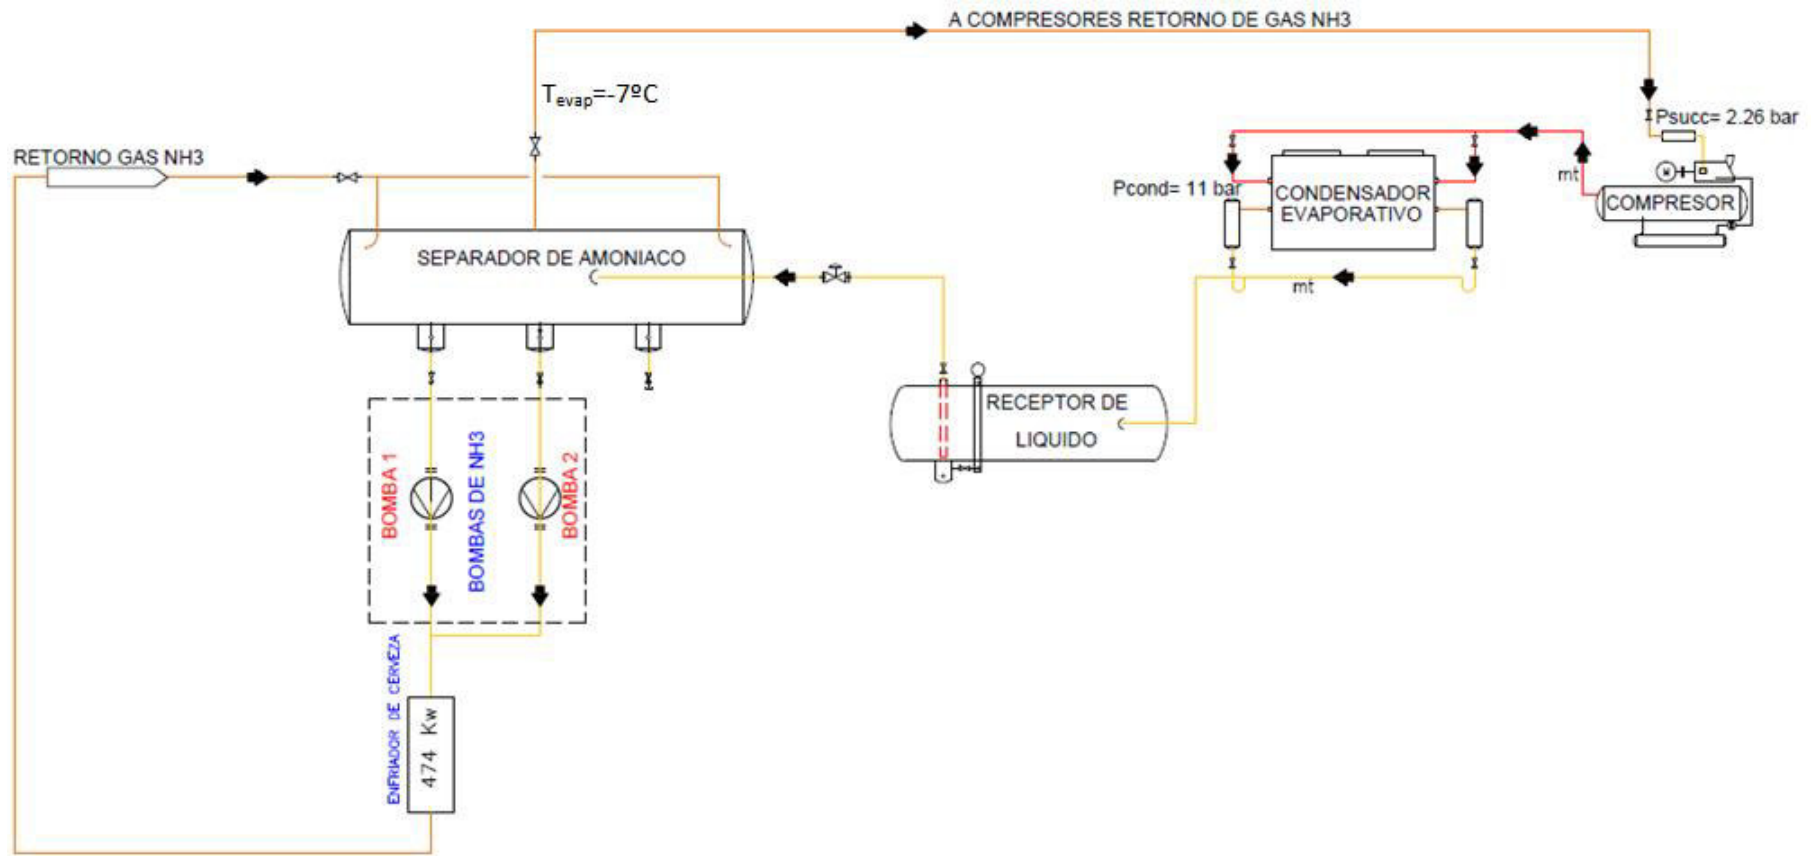 A COMPRESORES RETORNO DE GAS NH3
Tevap=-7ºC
Psucc= 2.26 bar
RETORNO GAS NH3
mt
Pcond= 11 bar
CONDENSADOR
EVAPORATIVO
COMPRESOR
SEPARADOR DE AMONIACO
mt
RECEPTOR DE
LIQUIDO
BOMBA 1
BOMBAS DE NH3
BOMBA 2
ENFRIADOR DE CERVEZA
474 Kw